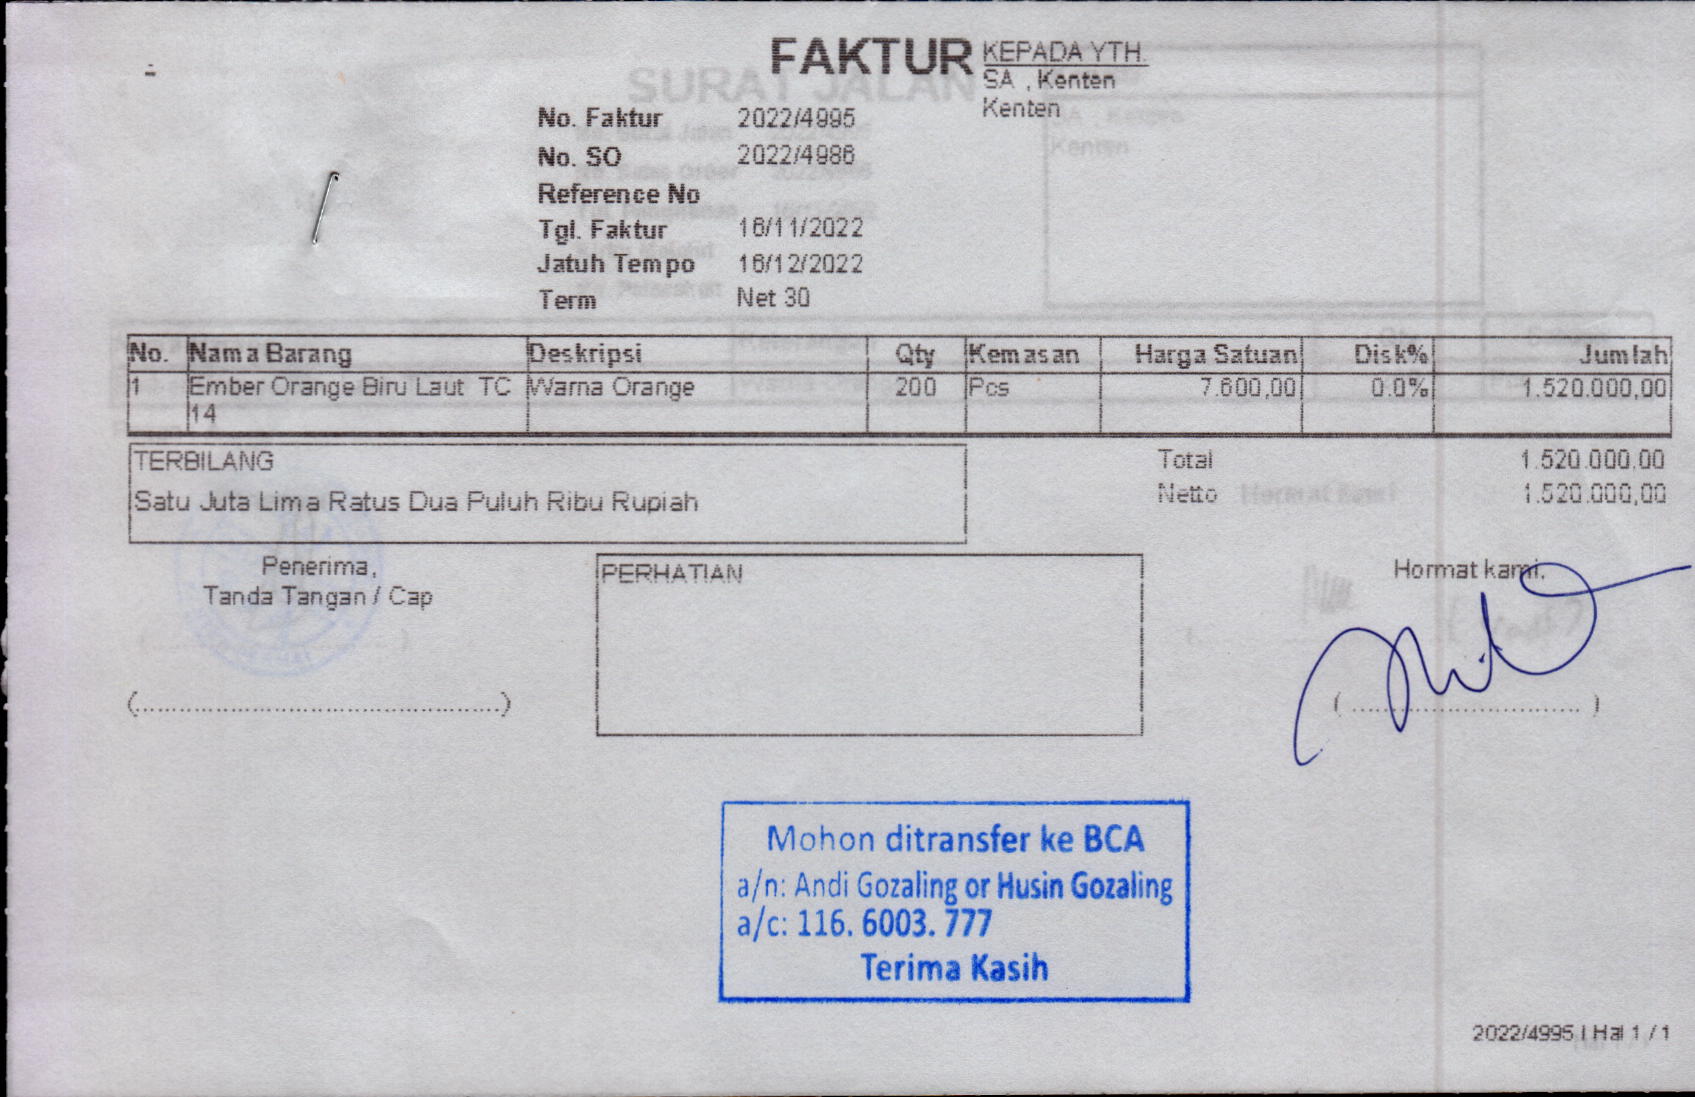 FAKTUR
KEPADA YTH.
SA , Kenten
Kenten
SURAT JALAN
No. Faktur 2022/4995
No. SO 2022/4986
Reference No
Tgl. Faktur 16/11/2022
Jatuh Tempo 16/12/2022
Term Net 30
No. Nama Barang Deskripsi Qty Kemasan Harga Satuan Disk% Jumlah
1 Ember Orange Biru Laut TC Warna Orange 200 Pcs 7.600,00 0.0% 1.520.000,00
14
TERBILANG
Satu Juta Lima Ratus Dua Puluh Ribu Rupiah
Total 1.520.000,00
Netto 1.520.000,00
Penerima,
Tanda Tangan / Cap
(................................................)
PERHATIAN
Hormat kami,
( .............................. )
Mohon ditransfer ke BCA
a/n: Andi Gozaling or Husin Gozaling
a/c: 116. 6003. 777
Terima Kasih
2022/4995 | Hal 1 / 1